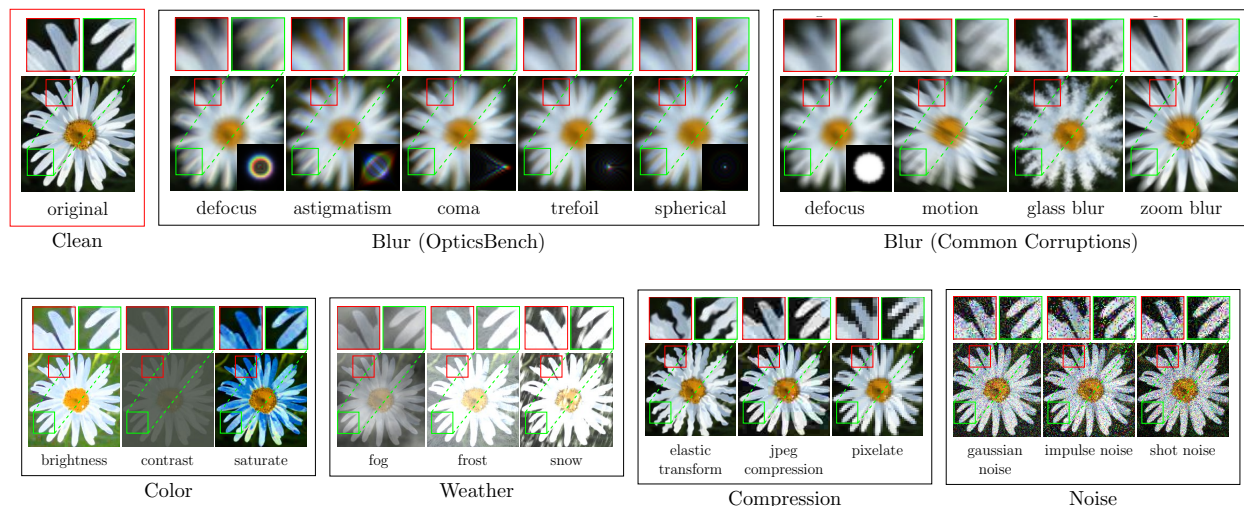 original
Clean
defocus astigmatism coma trefoil spherical
Blur (OpticsBench)
defocus motion glass blur zoom blur
Blur (Common Corruptions)
brightness contrast saturate
Color
fog frost snow
Weather
elastic transform jpeg compression pixelate
Compression
gaussian noise impulse noise shot noise
Noise